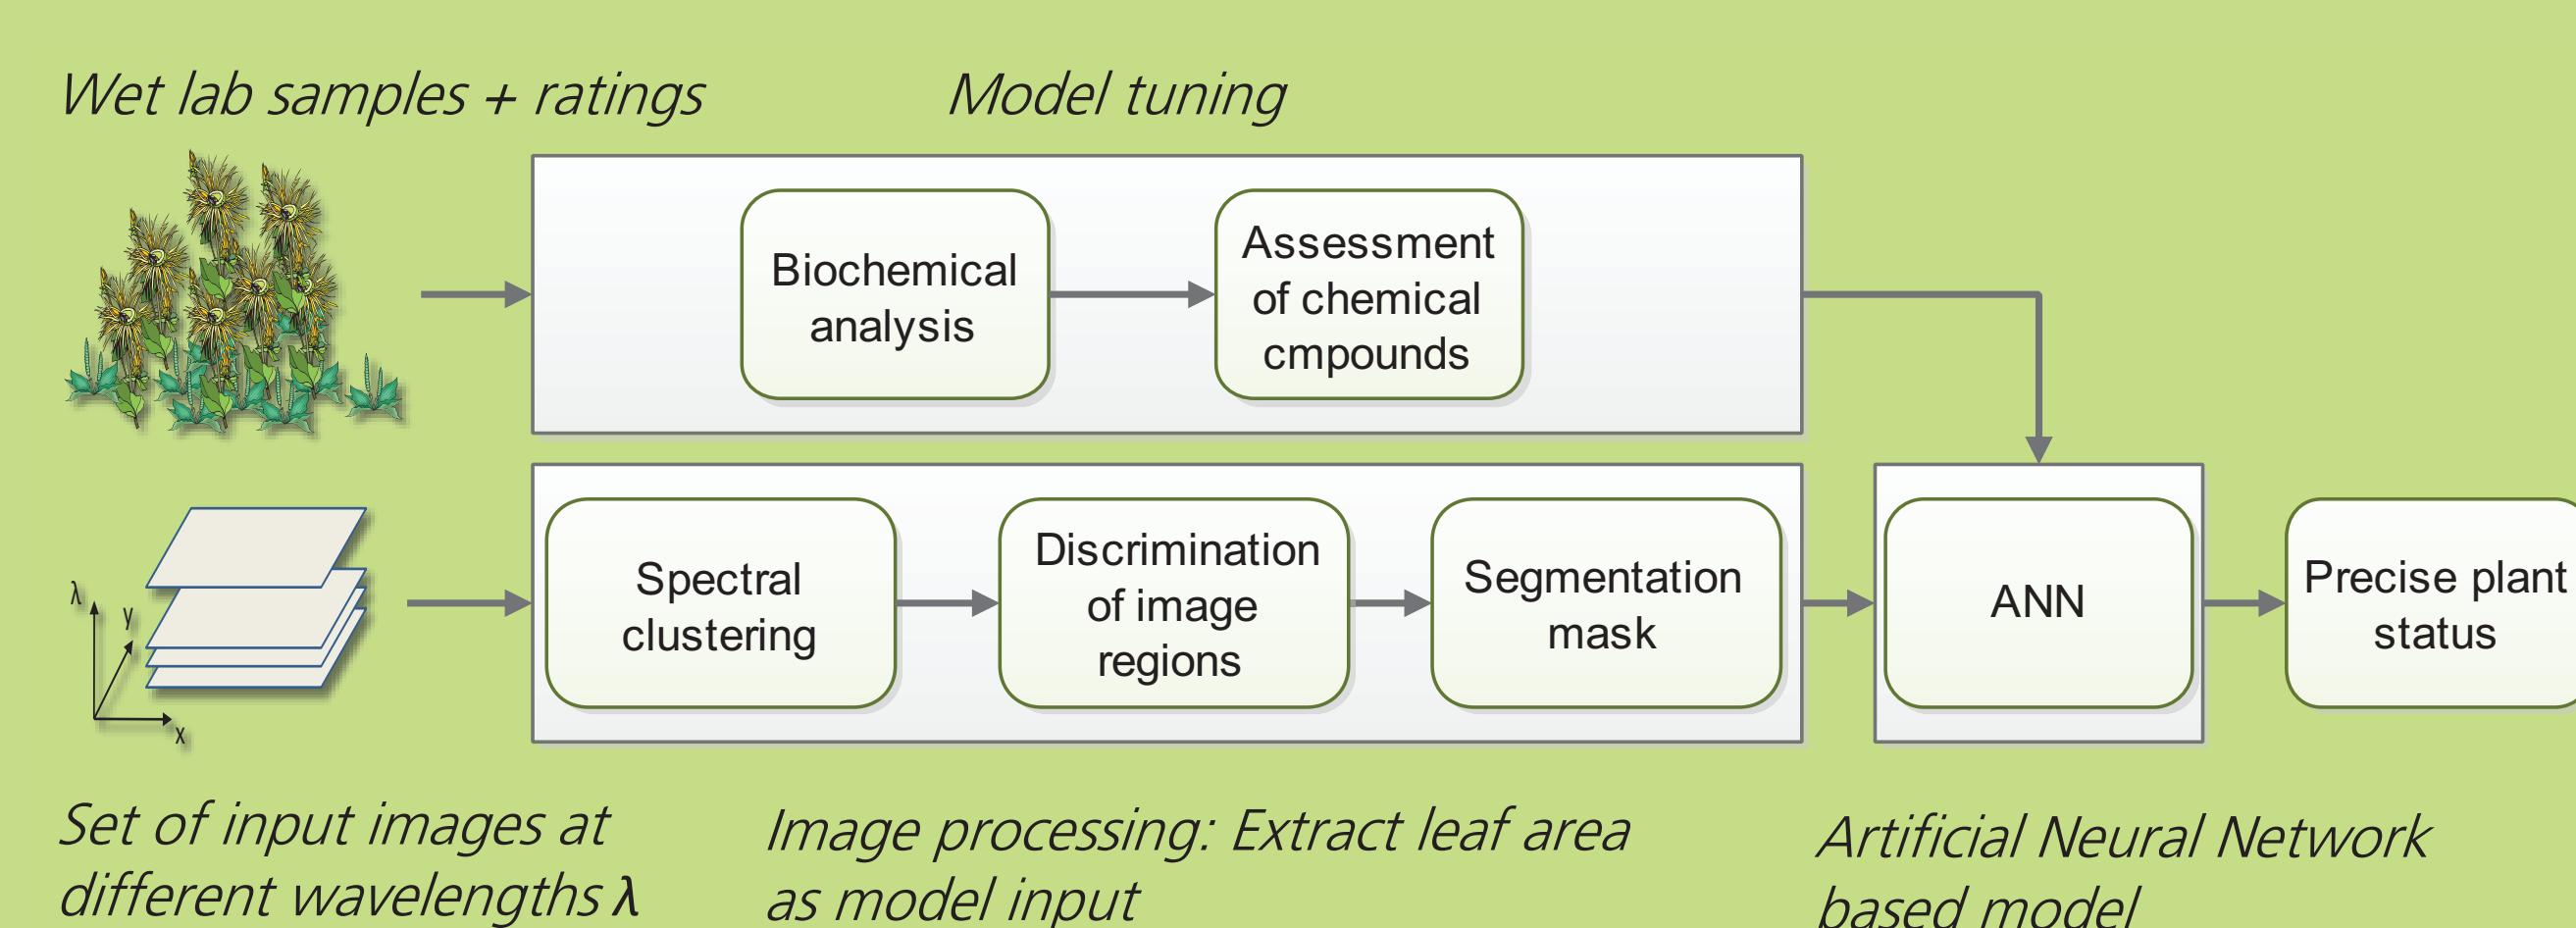 Wet lab samples + ratings
Model tuning
Biochemical
analysis
Assessment
of chemical
cmpounds
λ
y
x
Spectral
clustering
Discrimination
of image
regions
Segmentation
mask
ANN
Precise plant
status
Set of input images at
different wavelengths λ
Image processing: Extract leaf area
as model input
Artificial Neural Network
based model